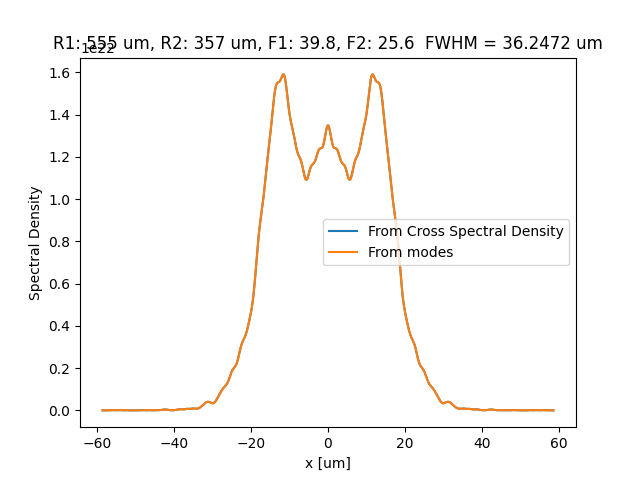 R1: 555 um, R2: 357 um, F1: 39.8, F2: 25.6  FWHM = 36.2472 um
1e22
1.6
1.4
1.2
1.0
0.8
0.6
0.4
0.2
0.0
Spectral Density
From Cross Spectral Density
From modes
−60
−40
−20
0
20
40
60
x [um]